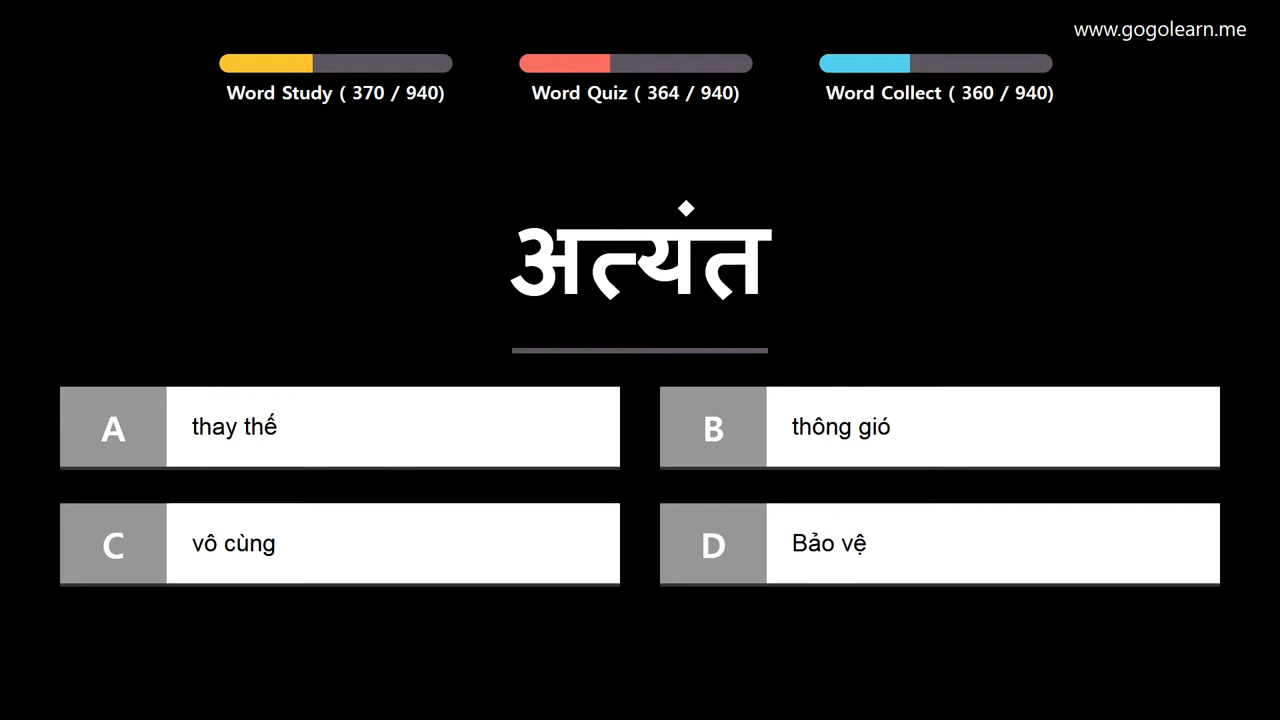 www.gogolearn.me
Word Study ( 370 / 940)
Word Quiz ( 364 / 940)
Word Collect ( 360 / 940)
अत्यंत
A thay thế
B thông gió
C vô cùng
D Bảo vệ